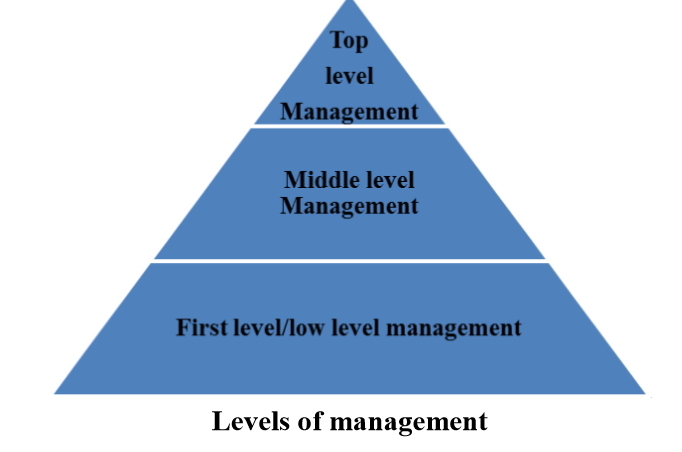 Top
level
Management
Middle level
Management
First level/low level management
Levels of management